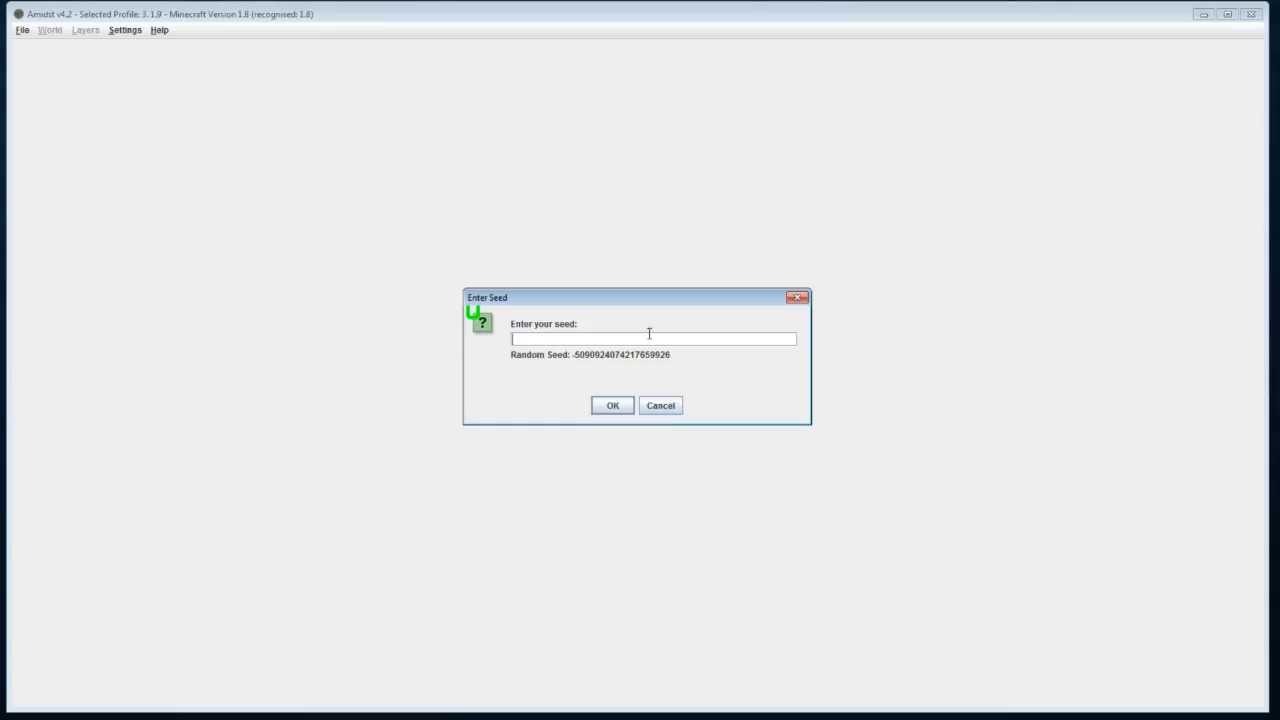 Amidst v4.2 - Selected Profile: 3. 1.9 - Minecraft Version 1.8 (recognised: 1.8)
File World Layers Settings Help
Enter Seed
Enter your seed:
?
Random Seed: -5090924074217659926
OK Cancel